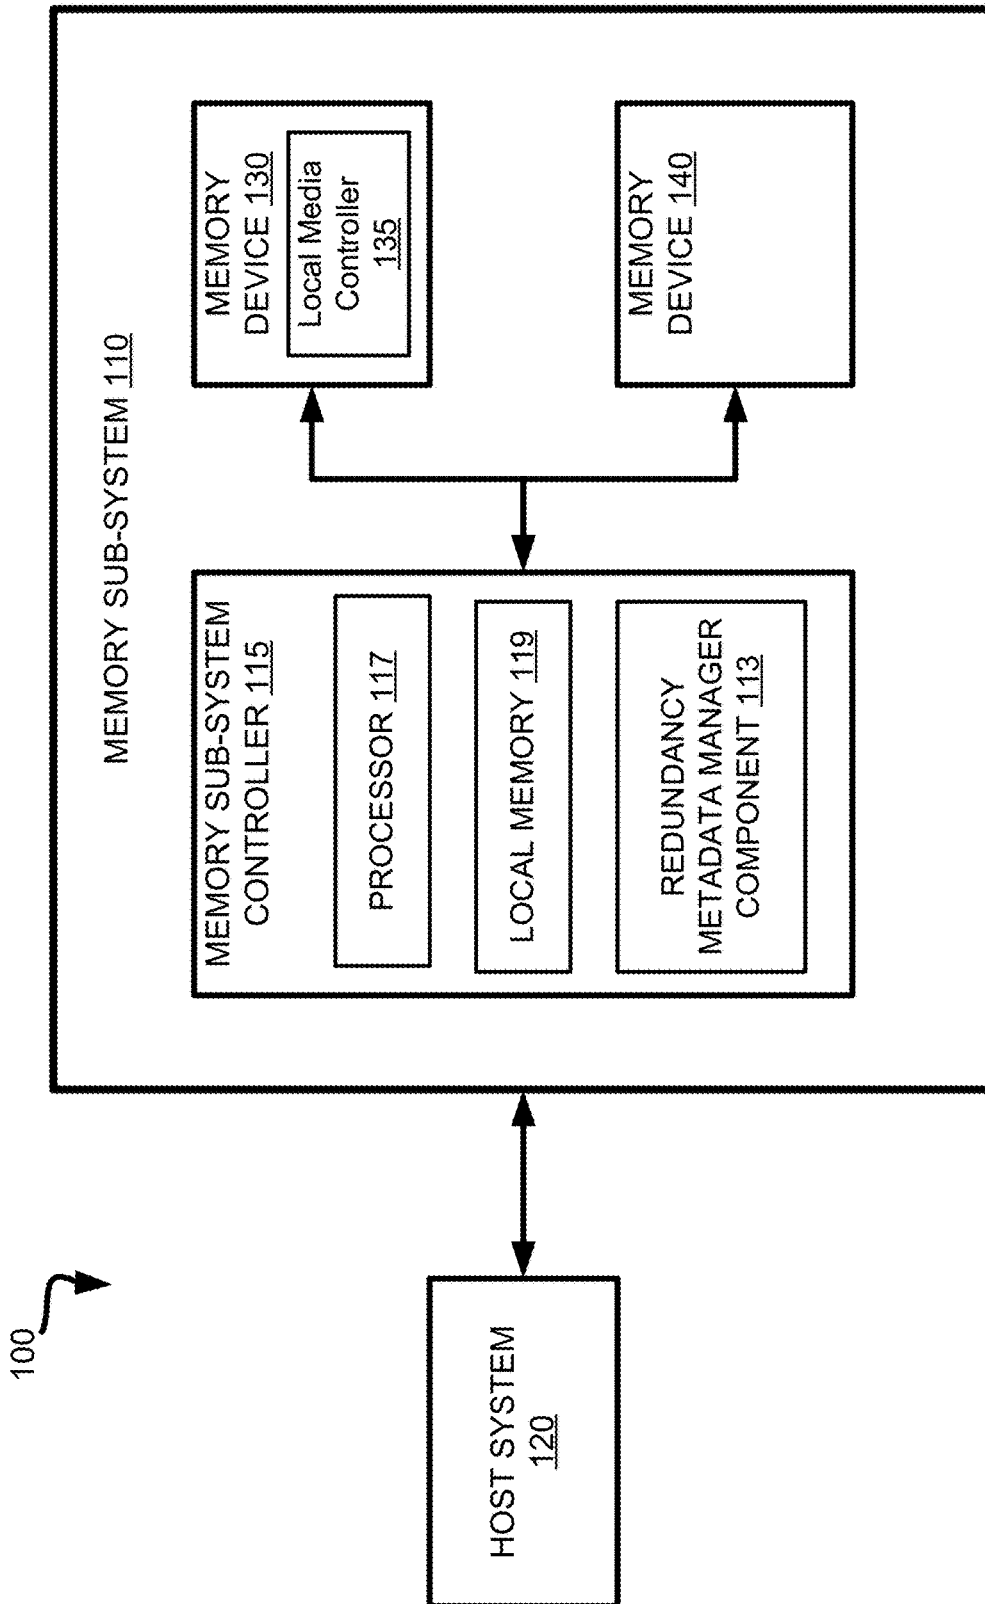 100
HOST SYSTEM
120
MEMORY SUB-SYSTEM 110
MEMORY SUB-SYSTEM
CONTROLLER 115
PROCESSOR 117
LOCAL MEMORY 119
REDUNDANCY
METADATA MANAGER
COMPONENT 113
MEMORY
DEVICE 130
Local Media
Controller
135
MEMORY
DEVICE 140